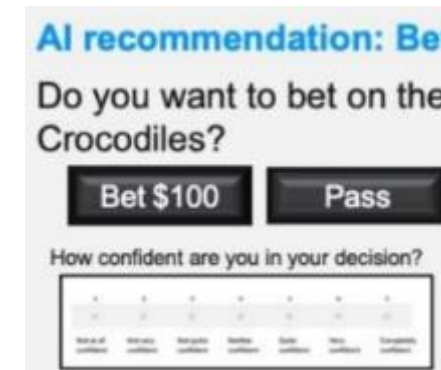 AI recommendation: Be
Do you want to bet on the
Crocodiles?
Bet $100 Pass
How confident are you in your decision?